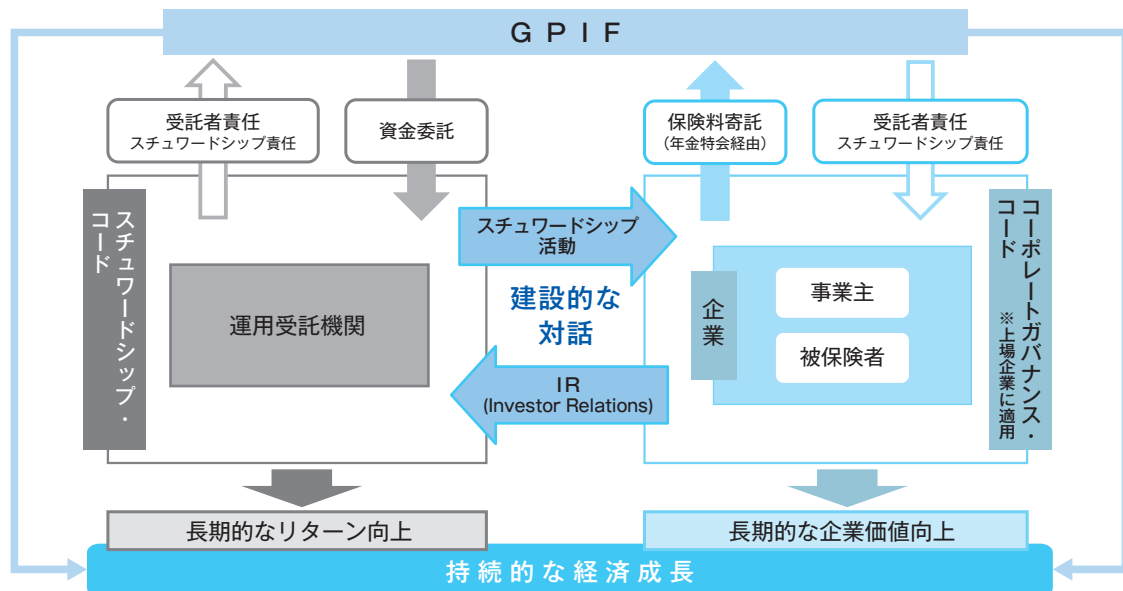 GPIF
受託者責任
スチュワードシップ責任
資金委託
保険料寄託
(年金特会経由)
受託者責任
スチュワードシップ責任
スチュワードシップ・
コード
運用受託機関
スチュワードシップ
活動
建設的な
対話
IR
(Investor Relations)
企業
事業主
被保険者
コーポレートガバナンス・
コード ※上場企業に適用
長期的なリターン向上
長期的な企業価値向上
持続的な経済成長